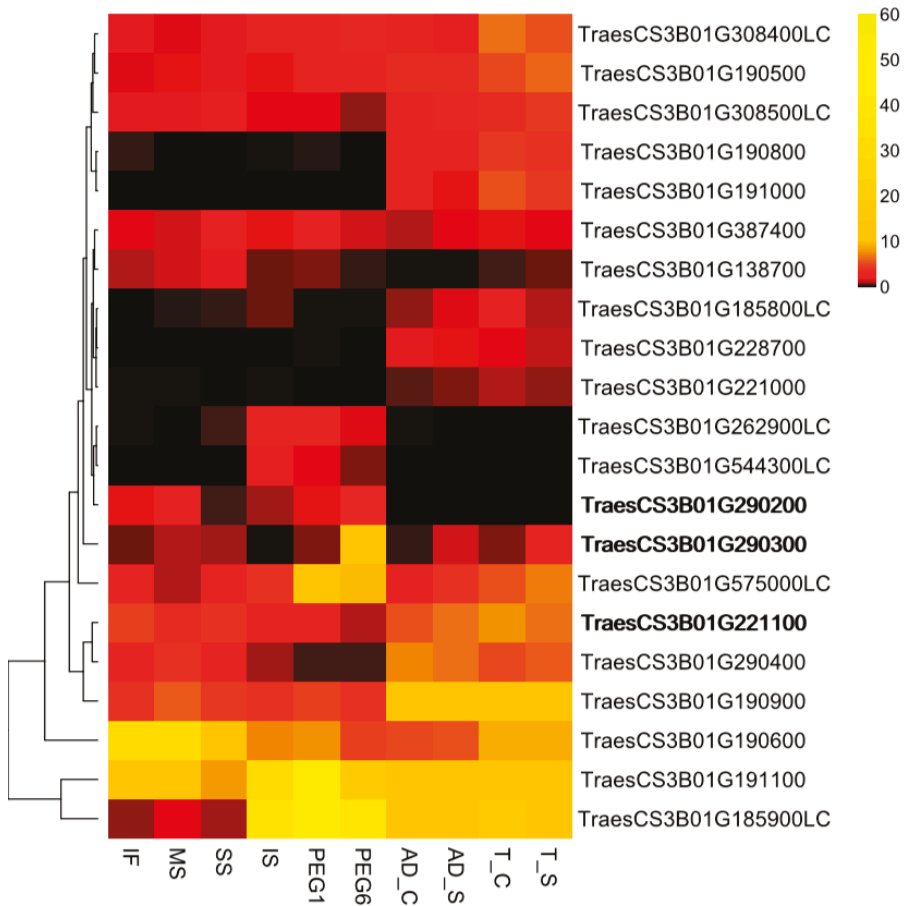 TraesCS3B01G308400LC
TraesCS3B01G190500
TraesCS3B01G308500LC
TraesCS3B01G190800
TraesCS3B01G191000
TraesCS3B01G387400
TraesCS3B01G138700
TraesCS3B01G185800LC
TraesCS3B01G228700
TraesCS3B01G221000
TraesCS3B01G262900LC
TraesCS3B01G544300LC
TraesCS3B01G290200
TraesCS3B01G290300
TraesCS3B01G575000LC
TraesCS3B01G221100
TraesCS3B01G290400
TraesCS3B01G190900
TraesCS3B01G190600
TraesCS3B01G191100
TraesCS3B01G185900LC
60
50
40
30
20
10
0
IF
MS
SS
IS
PEG1
PEG6
AD_C
AD_S
T_C
T_S